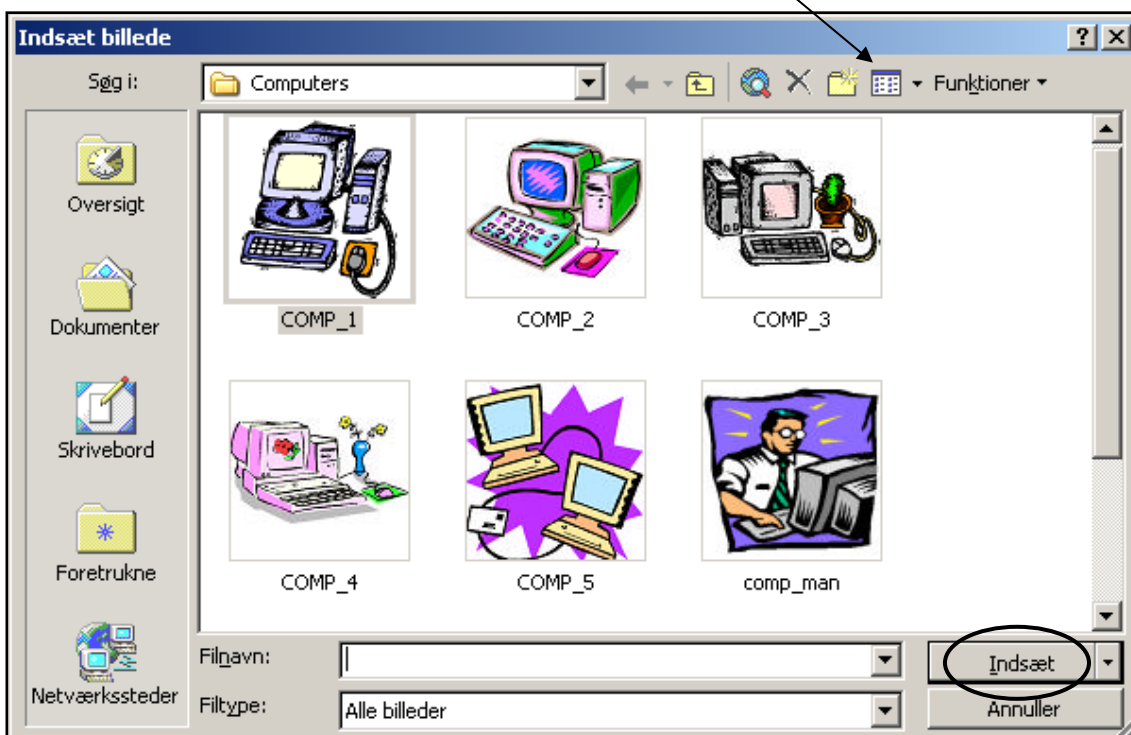 Indsæt billede
Søg i:
Computers
Funktioner
Oversigt
Dokumenter
Skrivebord
Foretrukne
Netværkssteder
COMP_1
COMP_2
COMP_3
COMP_4
COMP_5
comp_man
Filnavn:
Indsæt
Filtype:
Alle billeder
Annuller